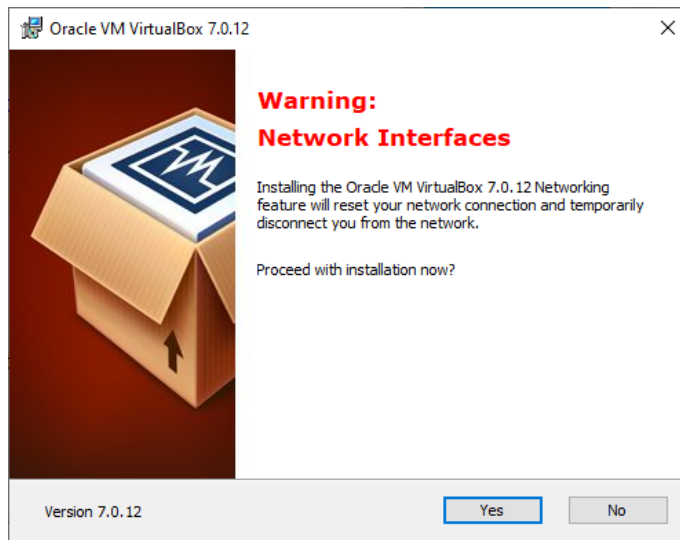 Oracle VM VirtualBox 7.0.12
Warning:
Network Interfaces
Installing the Oracle VM VirtualBox 7.0.12 Networking
feature will reset your network connection and temporarily
disconnect you from the network.
Proceed with installation now?
Version 7.0.12
Yes
No